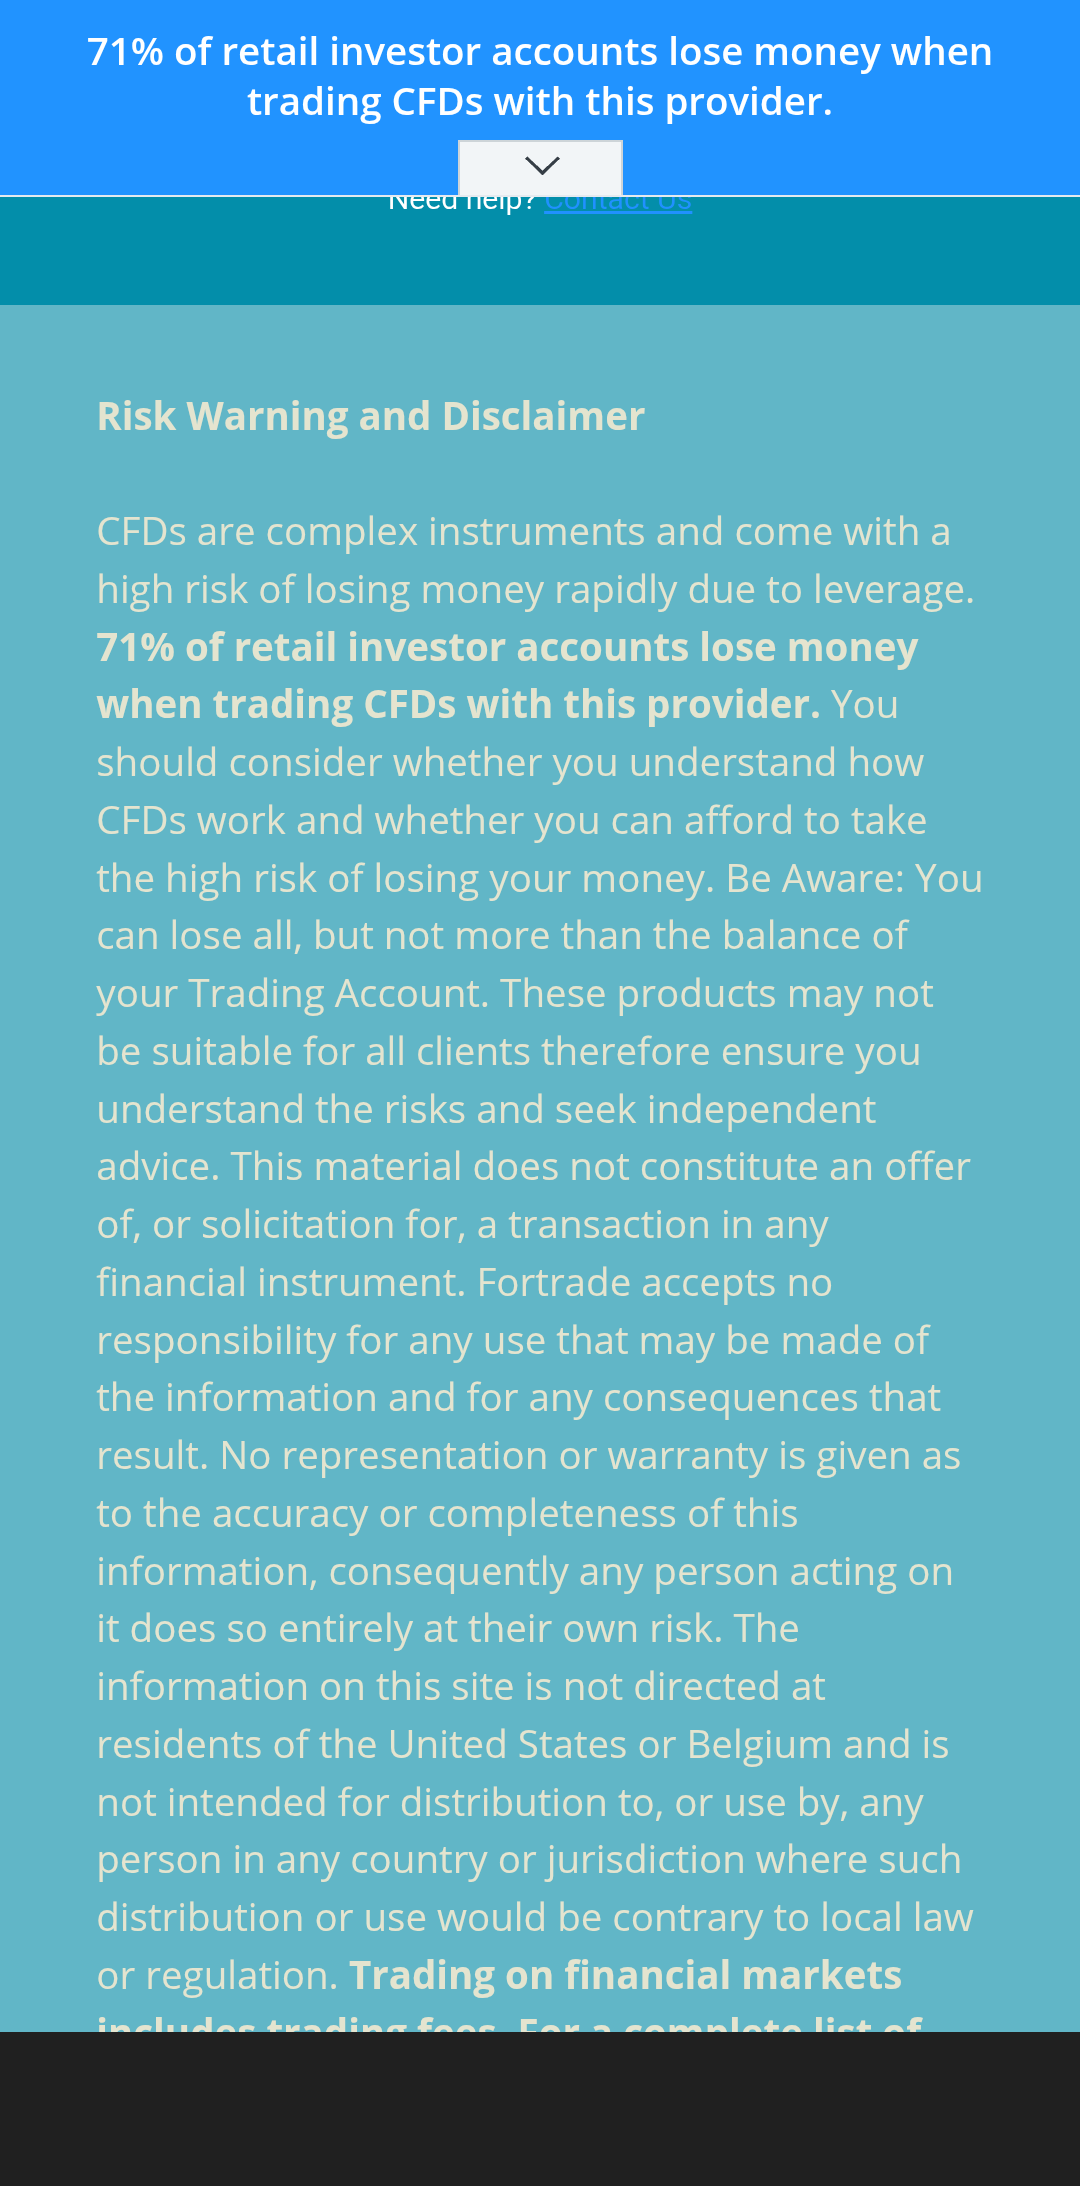 71% of retail investor accounts lose money when
trading CFDs with this provider.
Need help? Contact Us
Risk Warning and Disclaimer
CFDs are complex instruments and come with a
high risk of losing money rapidly due to leverage.
71% of retail investor accounts lose money
when trading CFDs with this provider. You
should consider whether you understand how
CFDs work and whether you can afford to take
the high risk of losing your money. Be Aware: You
can lose all, but not more than the balance of
your Trading Account. These products may not
be suitable for all clients therefore ensure you
understand the risks and seek independent
advice. This material does not constitute an offer
of, or solicitation for, a transaction in any
financial instrument. Fortrade accepts no
responsibility for any use that may be made of
the information and for any consequences that
result. No representation or warranty is given as
to the accuracy or completeness of this
information, consequently any person acting on
it does so entirely at their own risk. The
information on this site is not directed at
residents of the United States or Belgium and is
not intended for distribution to, or use by, any
person in any country or jurisdiction where such
distribution or use would be contrary to local law
or regulation. Trading on financial markets
includes trading fees. For a complete list of